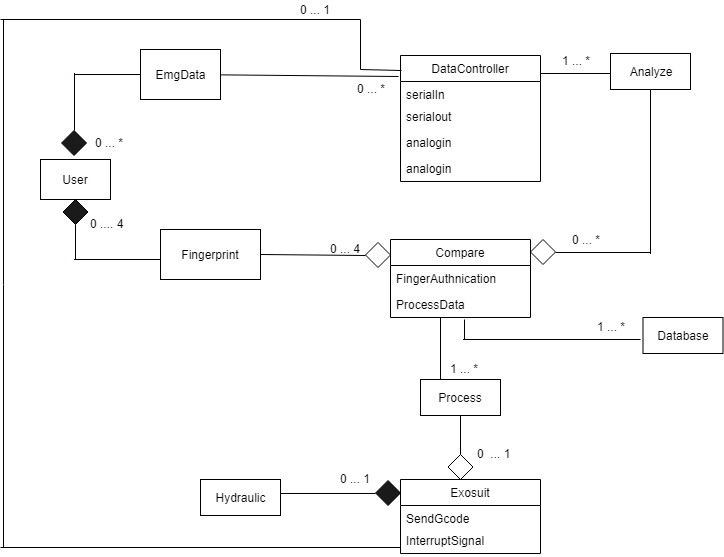 0 ... 1
EmgData
DataController
1 ... *
Analyze
0 ... *
serialIn
serialout
analogin
analogin
0 ... *
User
0 .... 4
Fingerprint
0 ... 4
Compare
0 ... *
FingerAuthnication
ProcessData
1 ... *
Database
1 ... *
Process
0 ... 1
Hydraulic
0 ... 1
Exosuit
SendGcode
InterruptSignal